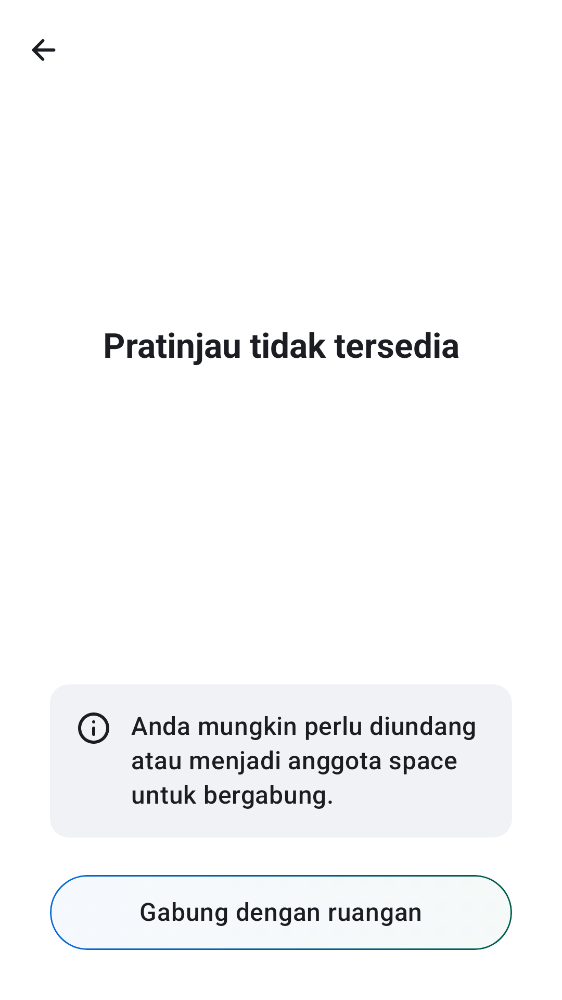 Pratinjau tidak tersedia
Anda mungkin perlu diundang
atau menjadi anggota space
untuk bergabung.
Gabung dengan ruangan